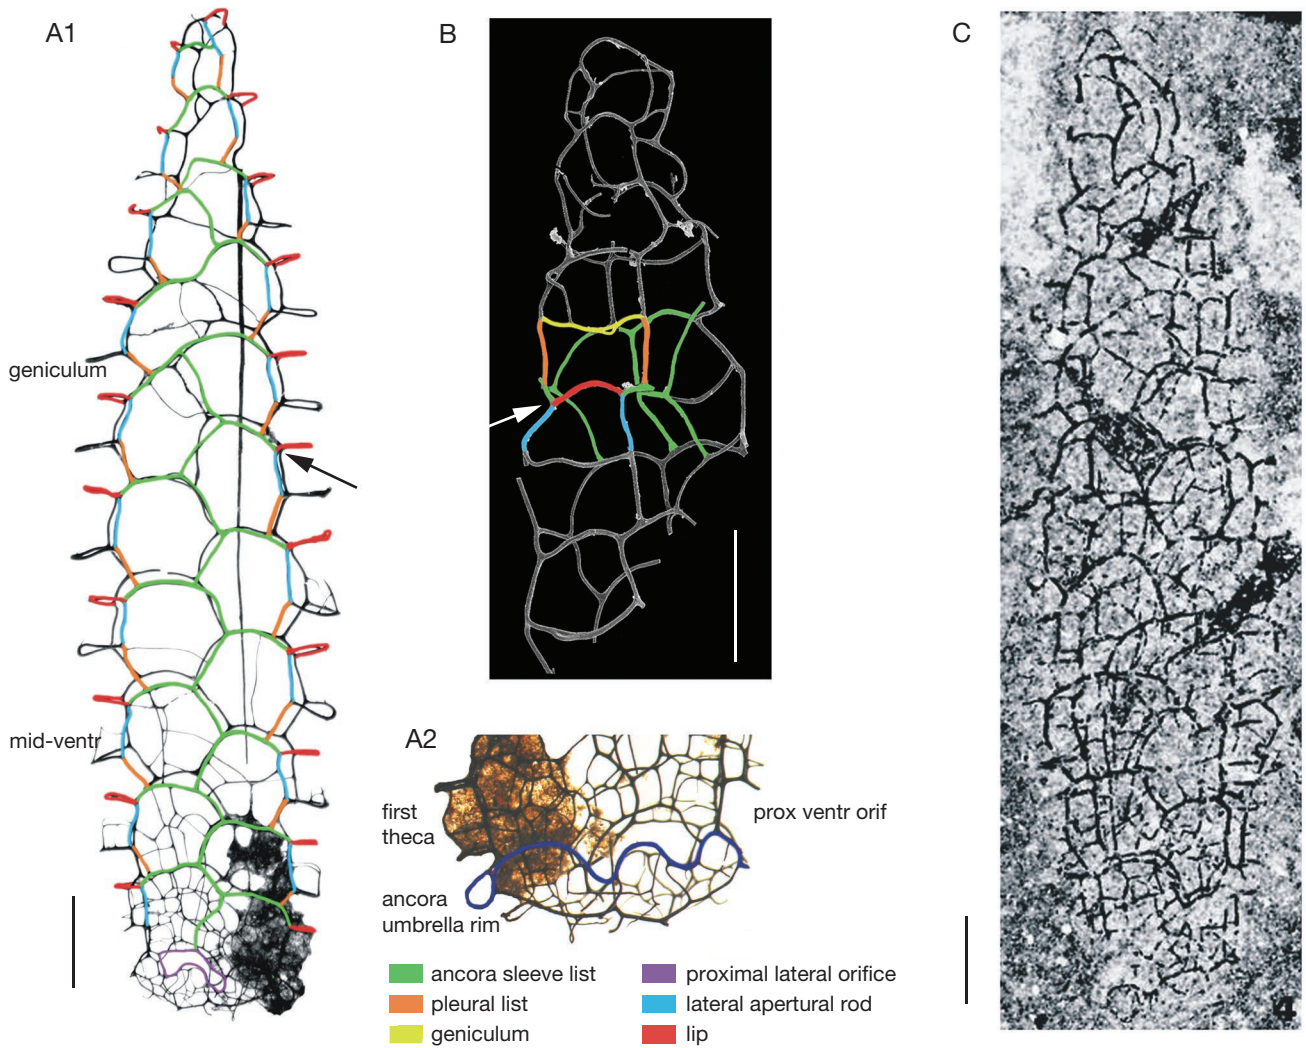 A1
B
C
geniculum
mid-ventr
A2
first
theca
prox ventr orif
ancora
umbrella rim
ancora sleeve list
proximal lateral orifice
pleural list
lateral apertural rod
geniculum
lip
4